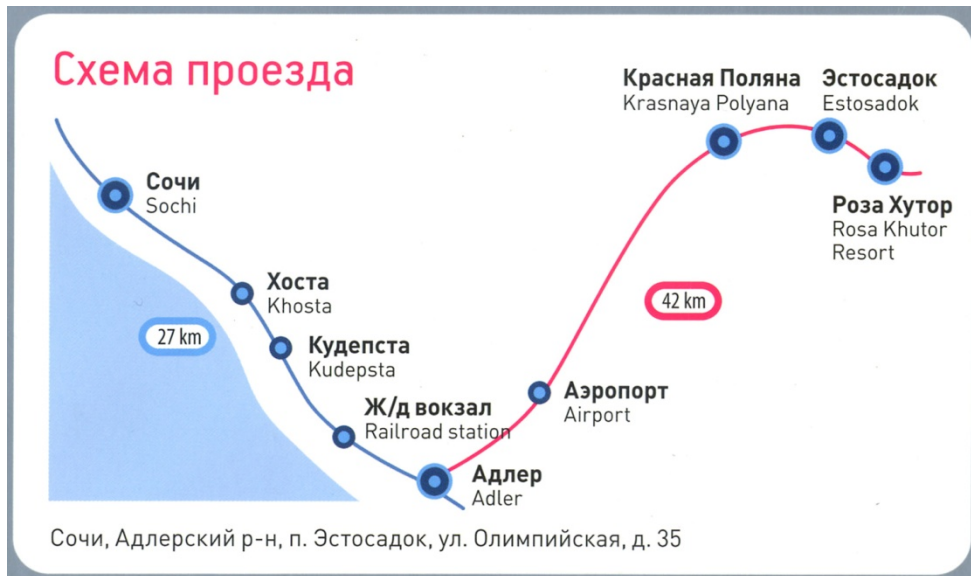 Схема проезда
Красная Поляна
Krasnaya Polyana
Эстосадок
Estosadok
Сочи
Sochi
Роза Хутор
Rosa Khutor
Resort
Хоста
Khosta
42 km
27 km
Кудепста
Kudepsta
Аэропорт
Airport
Ж/д вокзал
Railroad station
Адлер
Adler
Сочи, Адлерский р-н, п. Эстосадок, ул. Олимпийская, д. 35